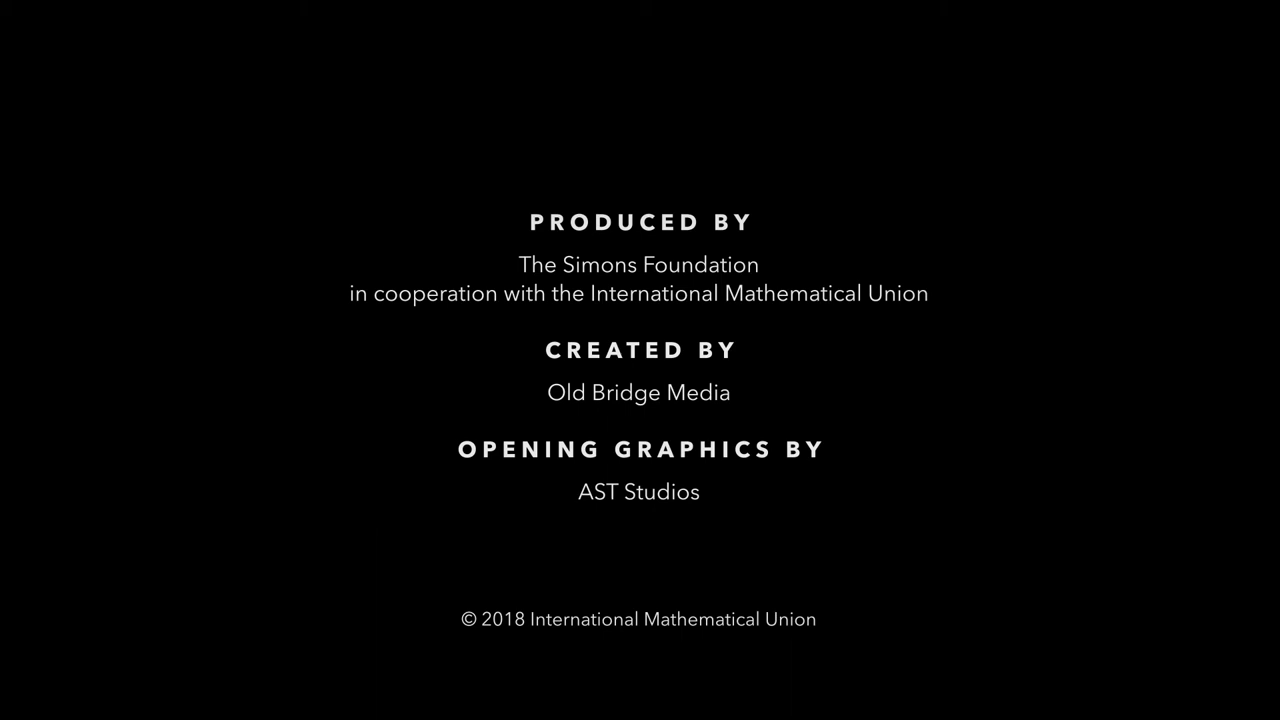 PRODUCED BY
The Simons Foundation
in cooperation with the International Mathematical Union
CREATED BY
Old Bridge Media
OPENING GRAPHICS BY
AST Studios
© 2018 International Mathematical Union